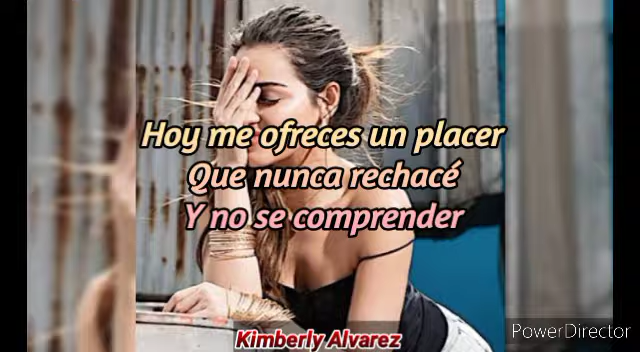 Hoy me ofreces un placer
Que nunca rechacé
Y no se comprender
Kimberly Alvarez
PowerDirector